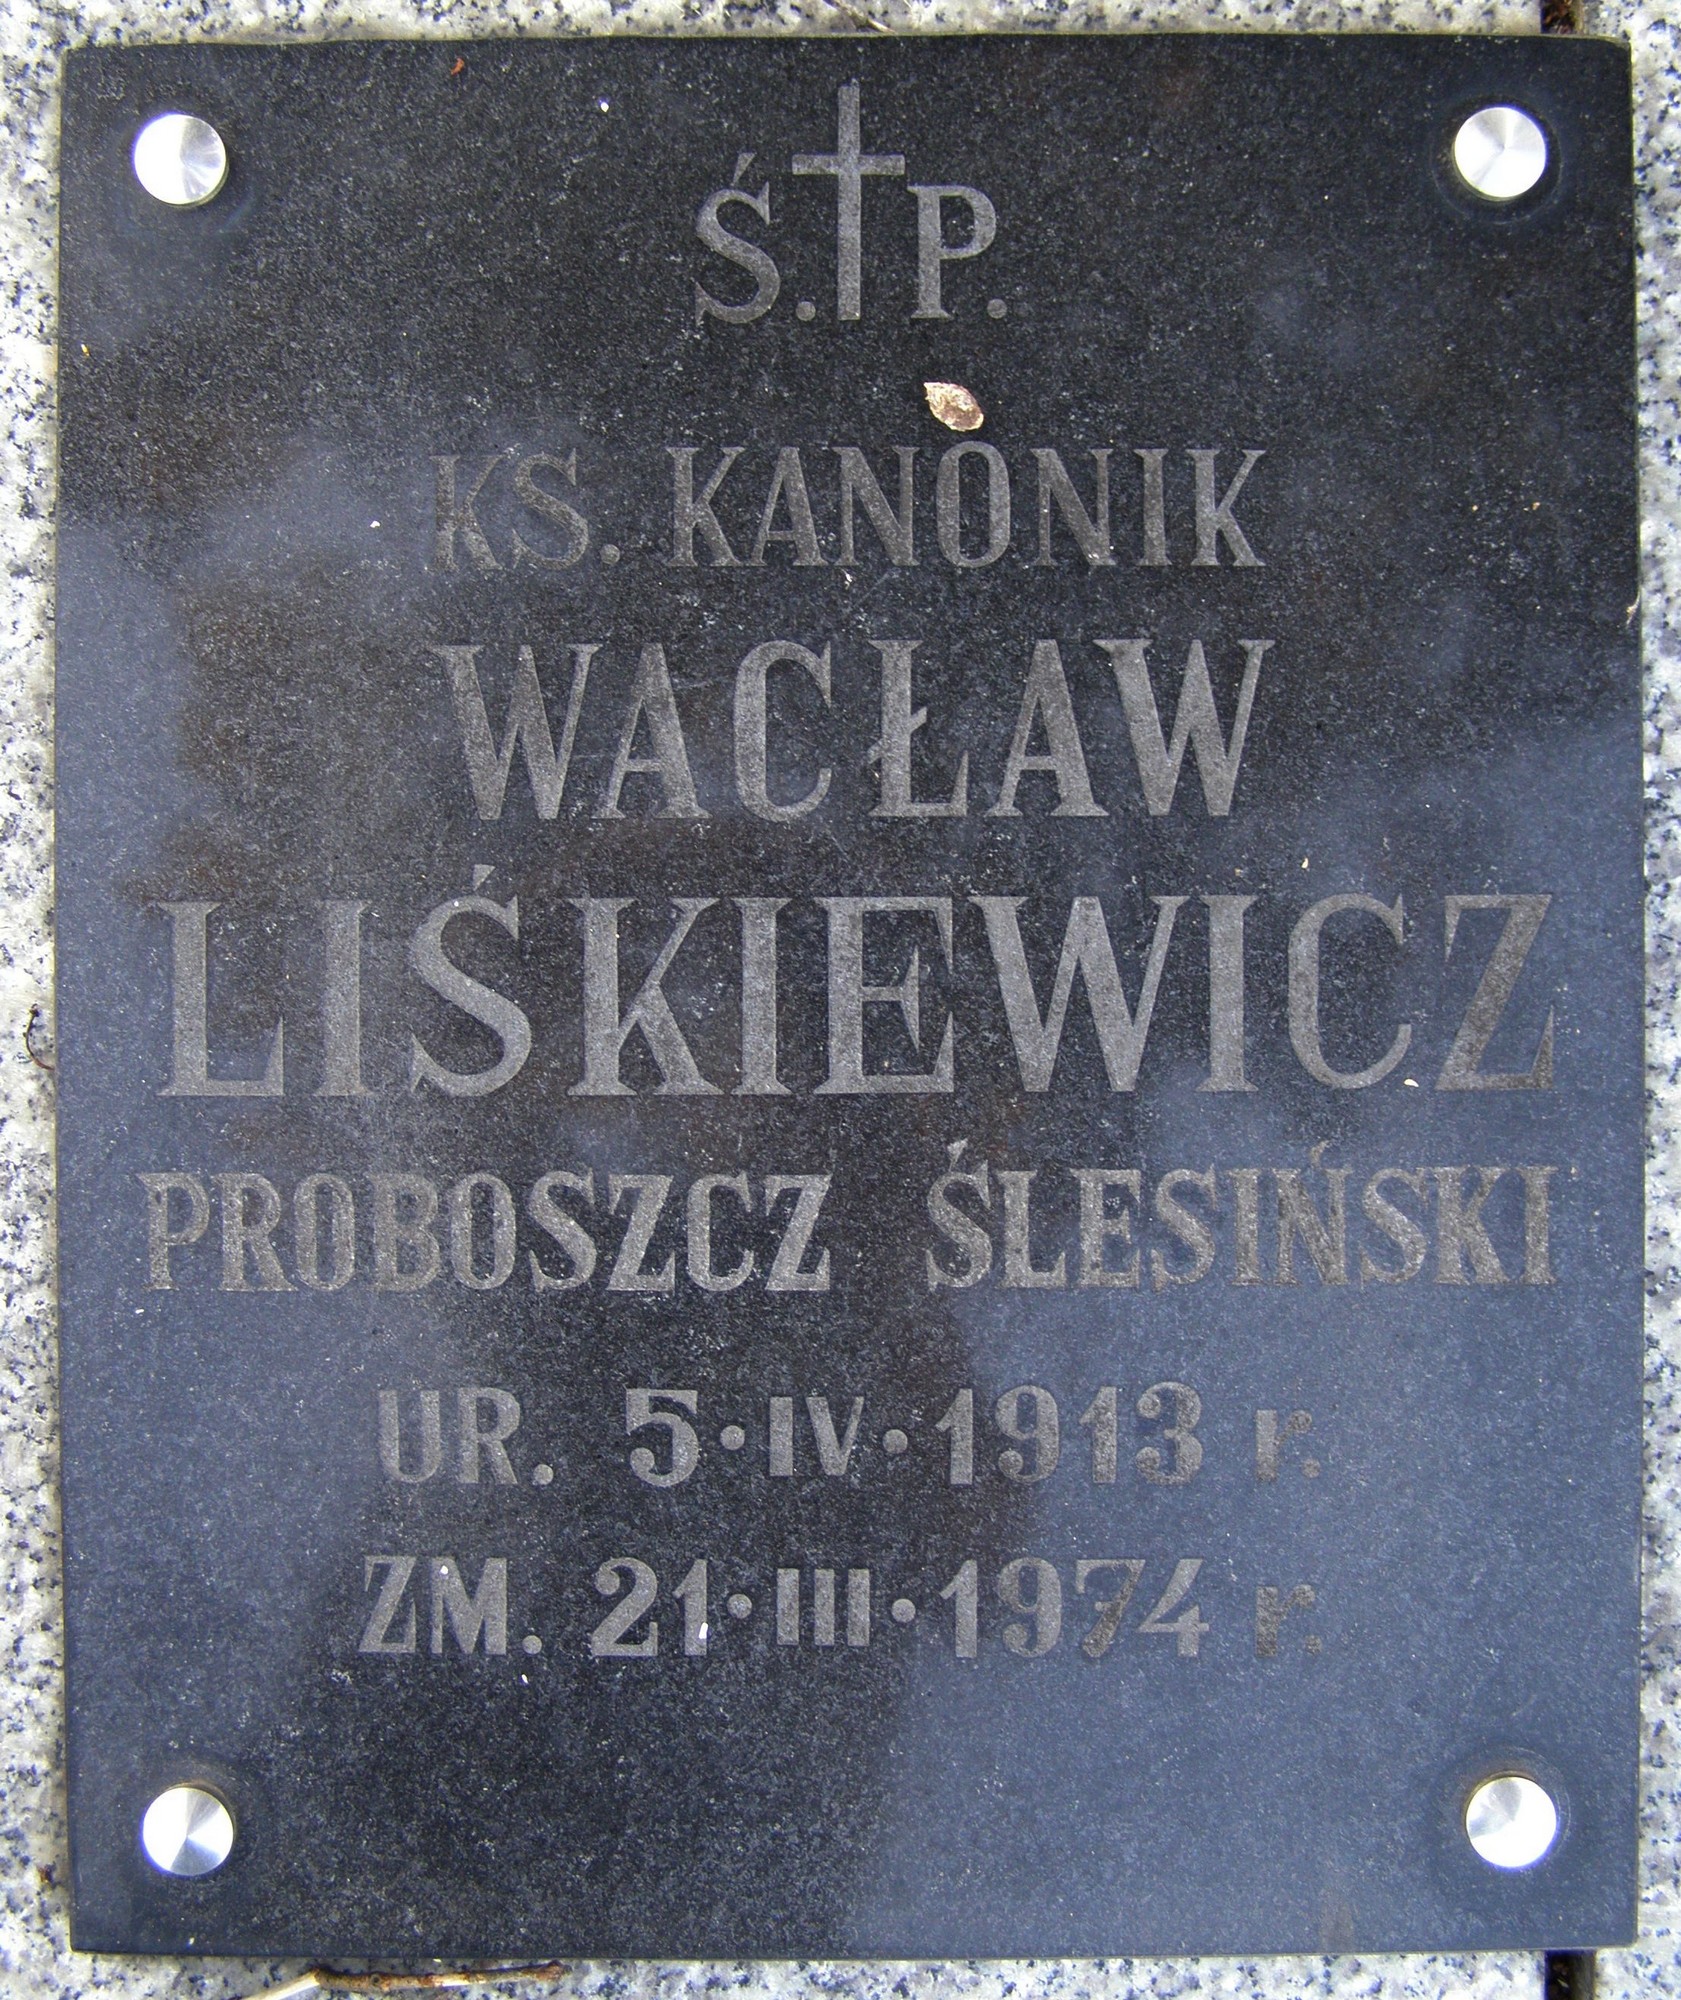 Ś.†P.
KS. KANONIK
WACŁAW
LIŚKIEWICZ
PROBOSZCZ ŚLESIŃSKI
UR. 5·IV·1913 r.
ZM. 21·III·1974 r.